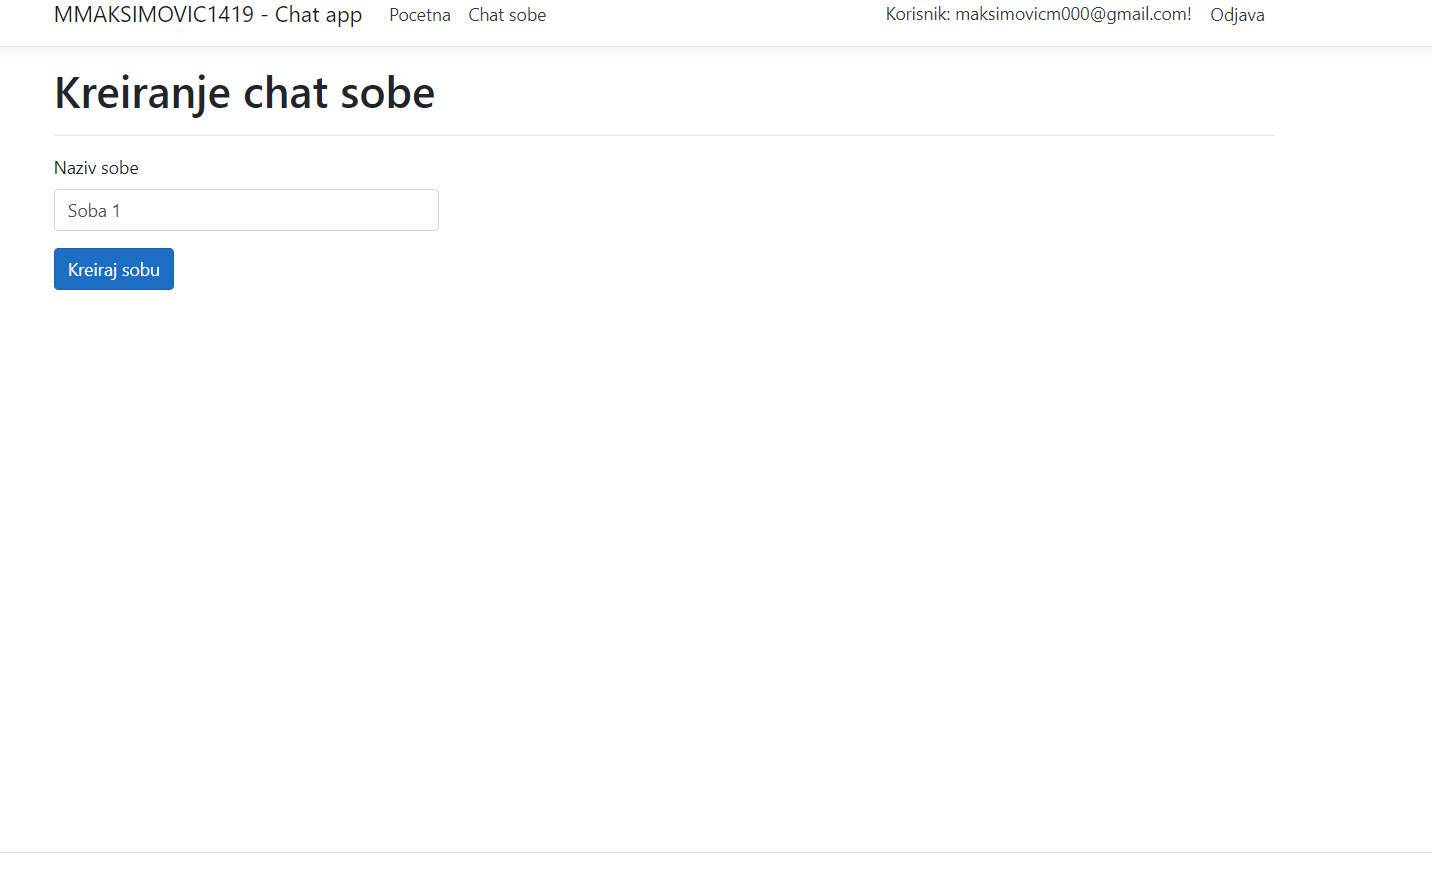 MMAKSIMOVIC1419 - Chat app Pocetna Chat sobe Korisnik: maksimovicm000@gmail.com! Odjava
Kreiranje chat sobe
Naziv sobe
Soba 1
Kreiraj sobu